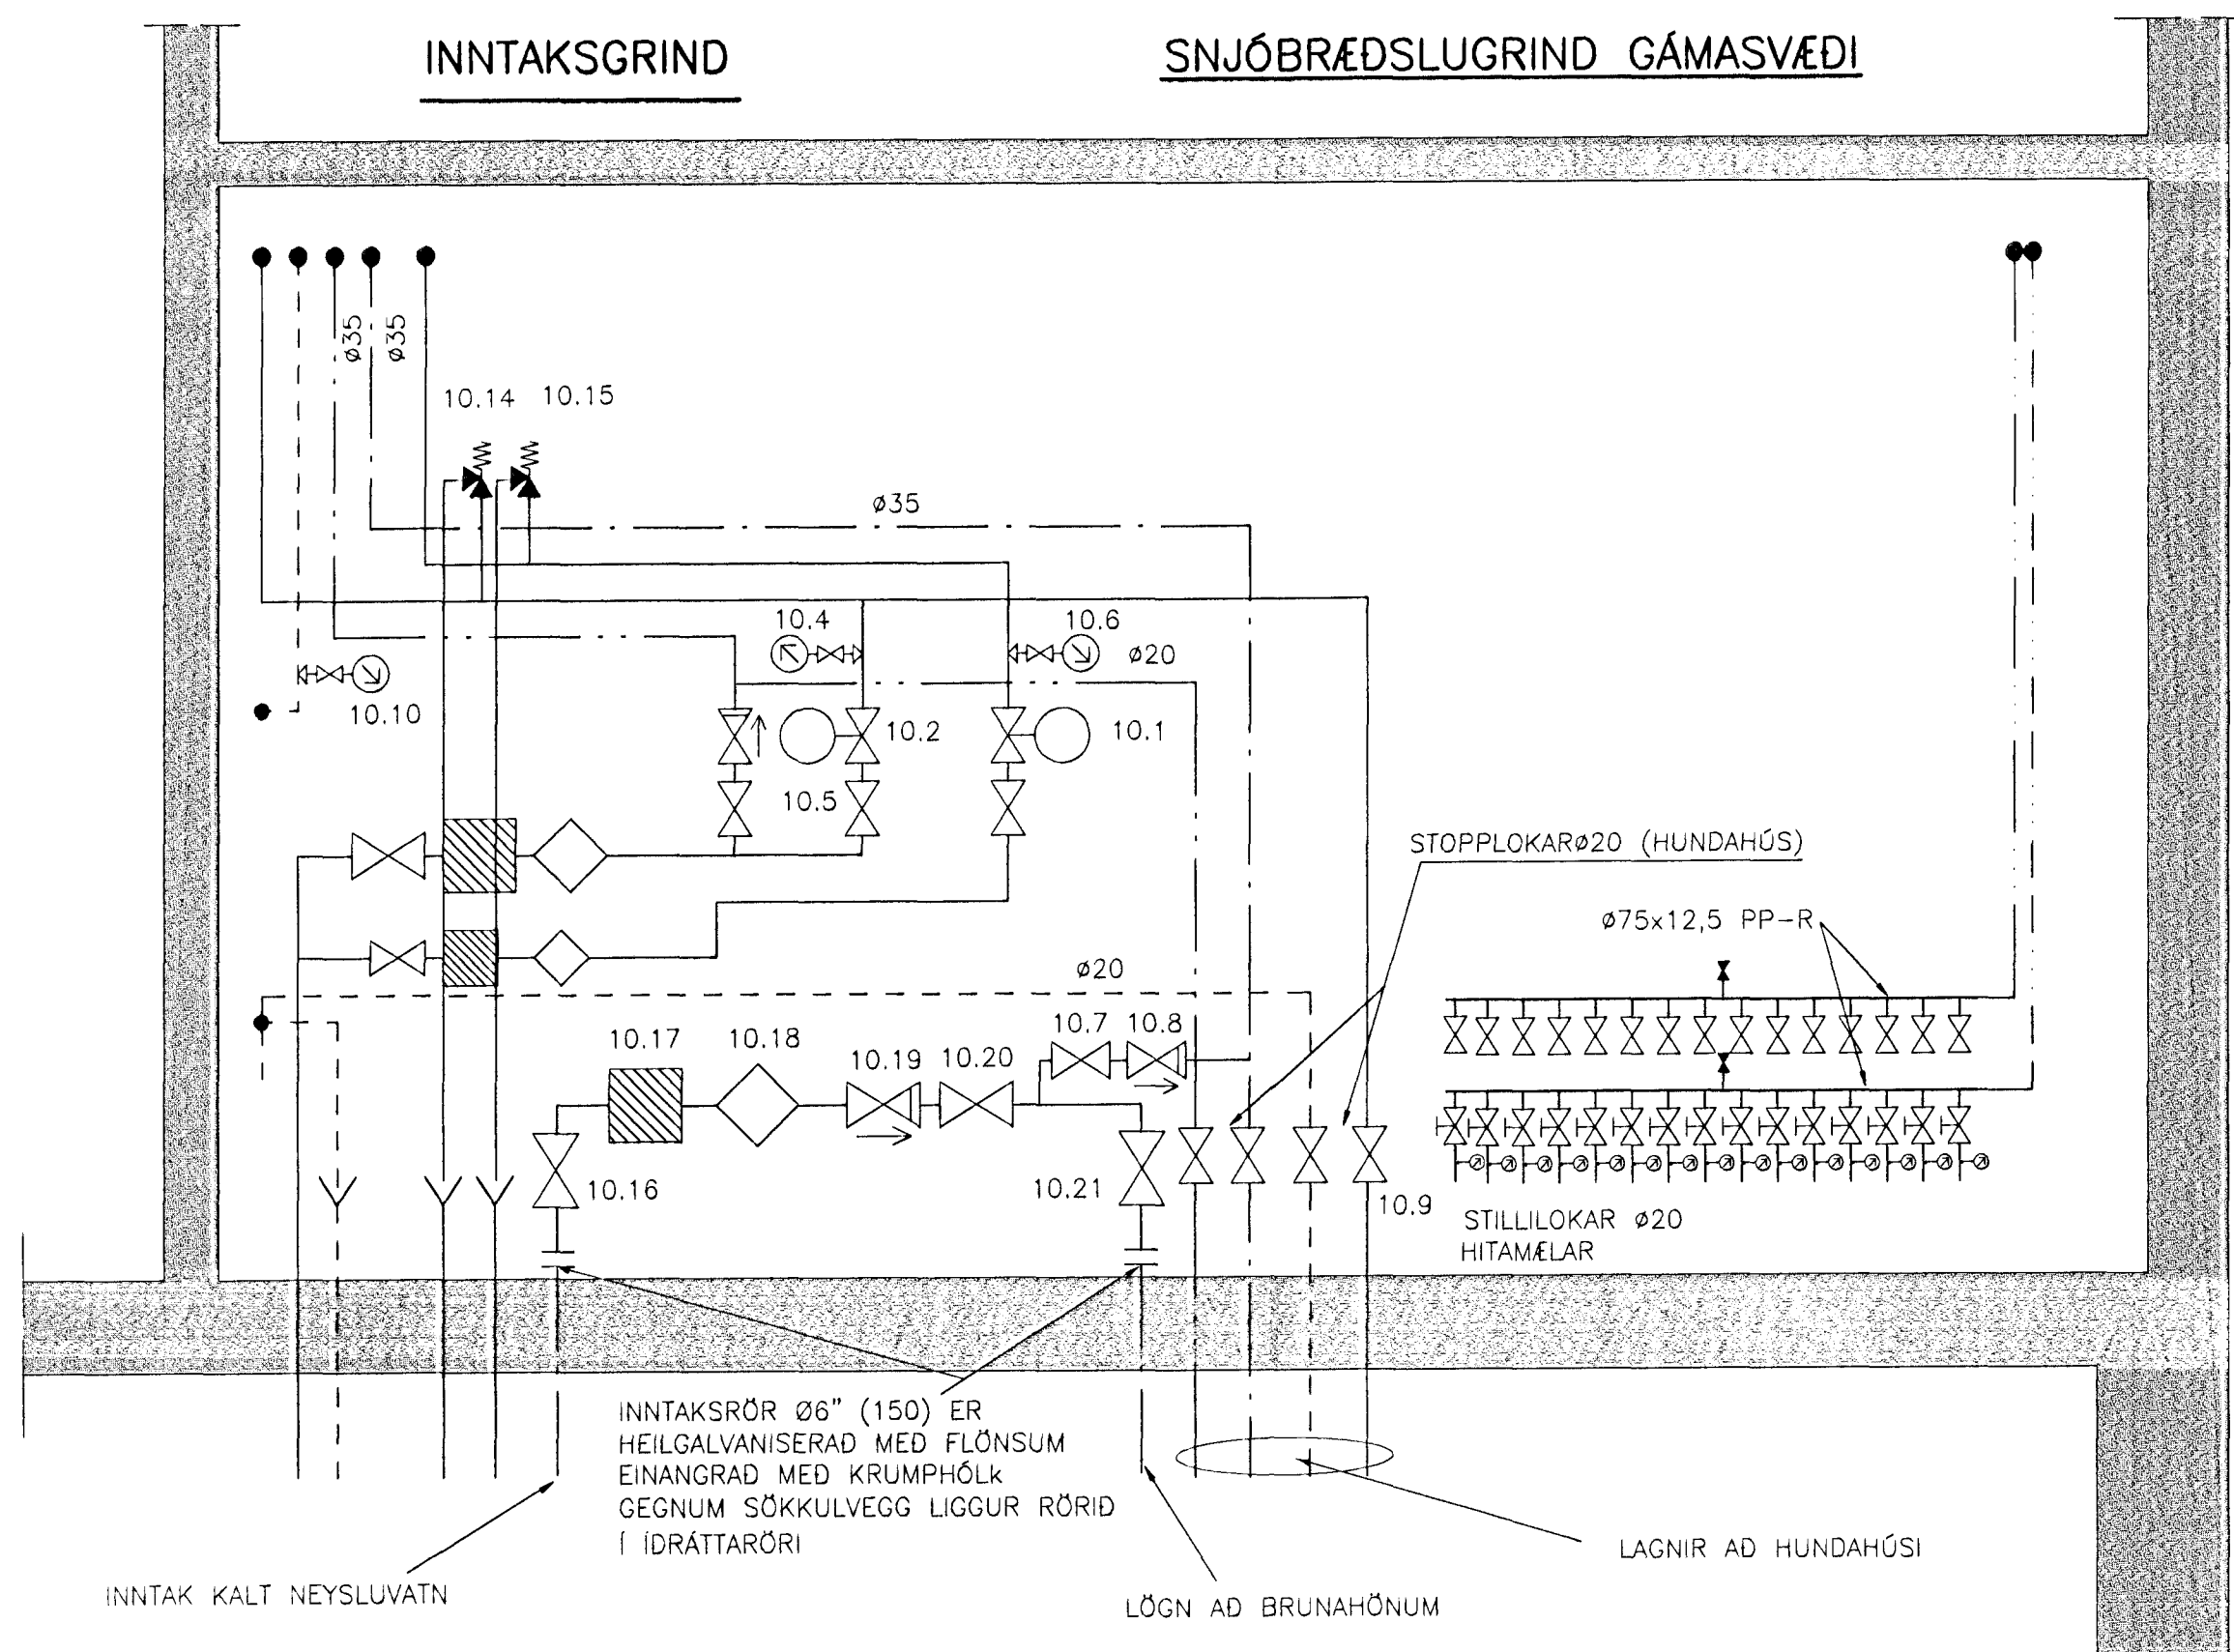 INNTAKSGRIND
SNJÓBRÆÐSLUGRIND GÁMASVÆÐI
ø35
ø35
10.14
10.15
ø35
10.4
10.6
ø20
10.10
10.2
10.1
10.5
STOPPLOKARø20 (HUNDAHÚS)
ø75x12,5 PP-R
ø20
10.17
10.18
10.19
10.20
10.7
10.8
10.16
10.21
10.9
STILLILOKAR ø20
HITAMÆLAR
INNTAKSRÖR Ø6" (150) ER
HEILGALVANISERAÐ MEÐ FLÖNSUM
EINANGRAÐ MEÐ KRUMPHÓLk
GEGNUM SÖKKULVEGG LIGGUR RÖRIÐ
Í ÍDRÁTTARÖRI
INNTAK KALT NEYSLUVATN
LÖGN AÐ BRUNAHÖNUM
LAGNIR AÐ HUNDAHÚSI